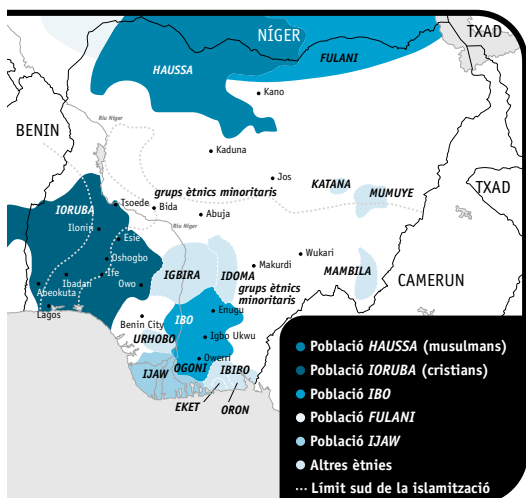 NÍGER
TXAD
HAUSSA
FULANI
Kano
Riu Níger
BENIN
Kaduna
Jos
KATANA
MUMUYE
TXAD
grups ètnics minoritaris
Tsoede
Bida
Abuja
IORUBA
Riu Níger
Ilonin
Esie
Oshogbo
Ife
Ibadan
Abeokuta
Owo
Lagos
IGBIRA
IDOMA
Makurdi
Wukari
MAMBILA
CAMERUN
grups ètnics
minoritaris
Benin City
IBO
Enugu
URHOBO
Igbo Ukwu
Owerri
OGONI
IBIBO
IJAW
EKET
ORON
Població HAUSSA (musulmans)
Població IORUBA (cristians)
Població IBO
Població FULANI
Població IJAW
Altres ètnies
Límit sud de la islamització